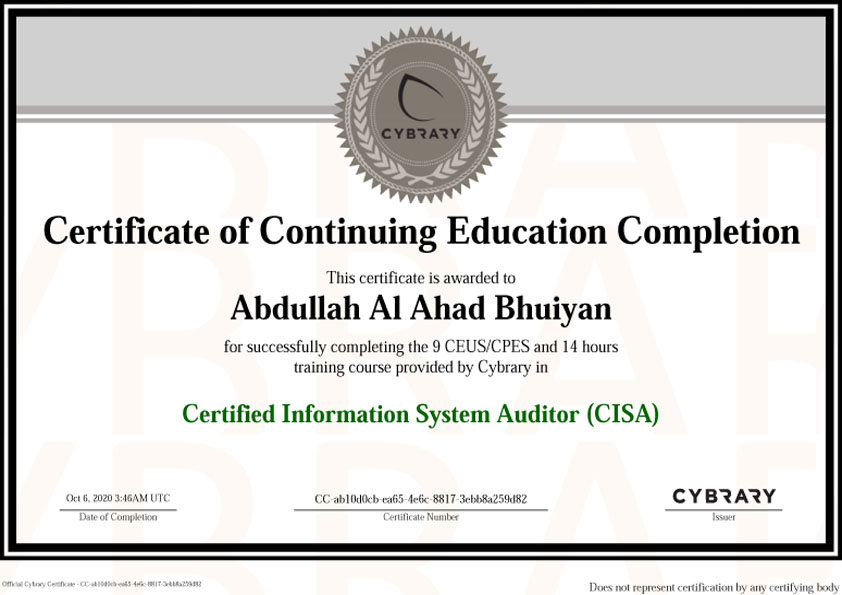 CYBRARY
Certificate of Continuing Education Completion
This certificate is awarded to
Abdullah Al Ahad Bhuiyan
for successfully completing the 9 CEUS/CPES and 14 hours
training course provided by Cybrary in
Certified Information System Auditor (CISA)
Oct 6, 2020 3:46AM UTC
Date of Completion
CC-ab10d0cb-ea65-4e6c-8817-3ebb8a259d82
Certificate Number
CYBRARY
Issuer
Official Cybrary Certificate - CC-ab10d0cb-ea65-4e6c-8817-3ebb8a259d82
Does not represent certification by any certifying body